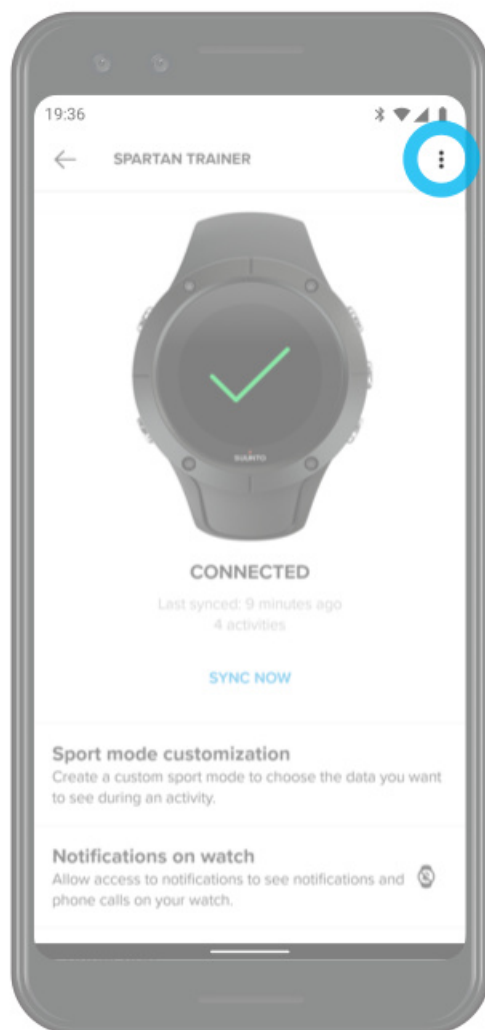 19:36
SPARTAN TRAINER
SUUNTO
CONNECTED
Last synced: 9 minutes ago
4 activities
SYNC NOW
Sport mode customization
Create a custom sport mode to choose the data you want
to see during an activity.
Notifications on watch
Allow access to notifications to see notifications and
phone calls on your watch.